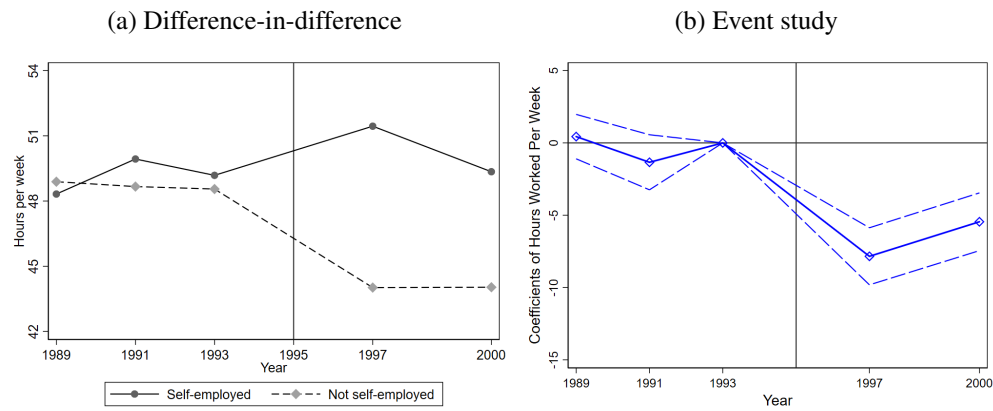 (a) Difference-in-difference
54
51
48
45
42
Hours per week
1989
1991
1993
1995
1997
2000
Year
Self-employed
Not self-employed
(b) Event study
5
0
-5
-10
-15
Coefficients of Hours Worked Per Week
1989
1991
1993
1997
2000
Year